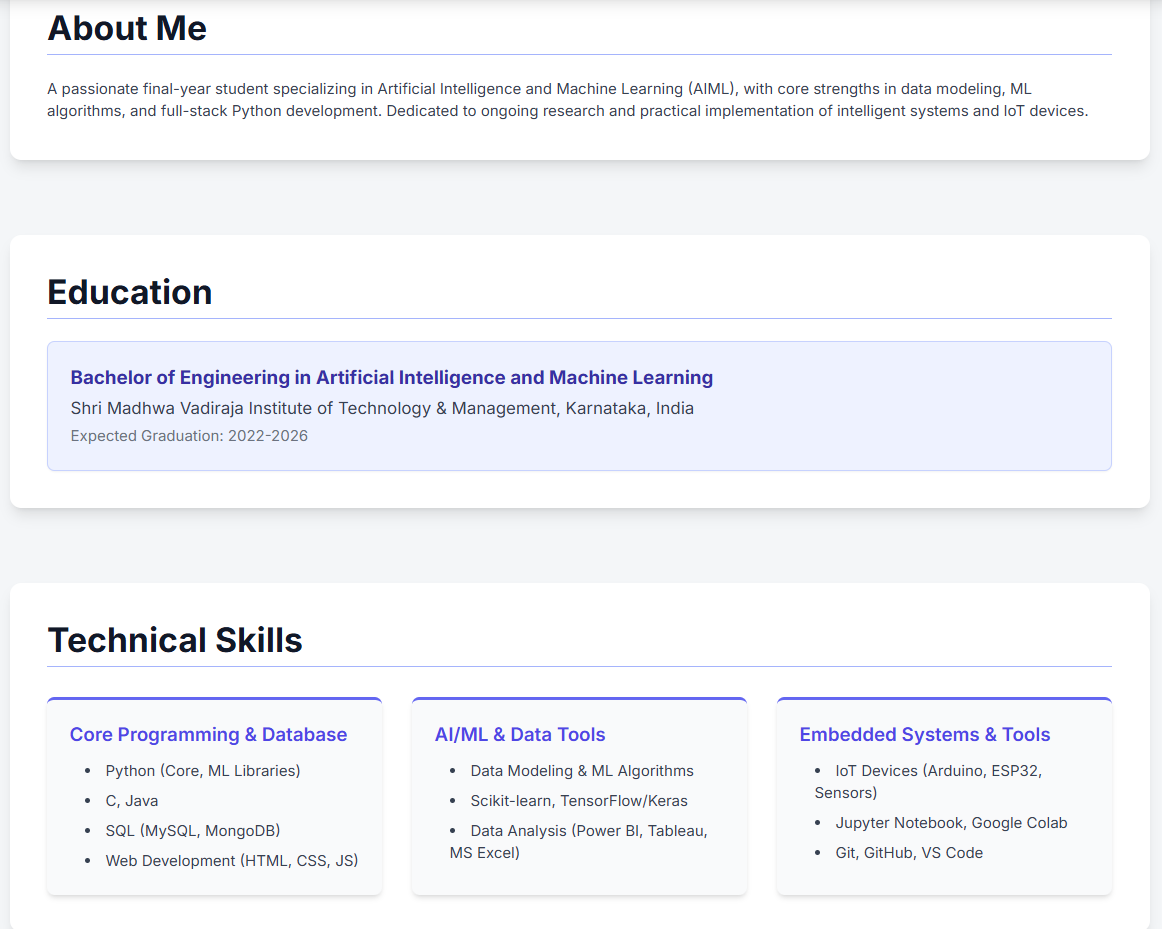 About Me
A passionate final-year student specializing in Artificial Intelligence and Machine Learning (AIML), with core strengths in data modeling, ML
algorithms, and full-stack Python development. Dedicated to ongoing research and practical implementation of intelligent systems and IoT devices.
Education
Bachelor of Engineering in Artificial Intelligence and Machine Learning
Shri Madhwa Vadiraja Institute of Technology & Management, Karnataka, India
Expected Graduation: 2022-2026
Technical Skills
Core Programming & Database
• Python (Core, ML Libraries)
• C, Java
• SQL (MySQL, MongoDB)
• Web Development (HTML, CSS, JS)
AI/ML & Data Tools
• Data Modeling & ML Algorithms
• Scikit-learn, TensorFlow/Keras
• Data Analysis (Power BI, Tableau,
MS Excel)
Embedded Systems & Tools
• IoT Devices (Arduino, ESP32,
Sensors)
• Jupyter Notebook, Google Colab
• Git, GitHub, VS Code